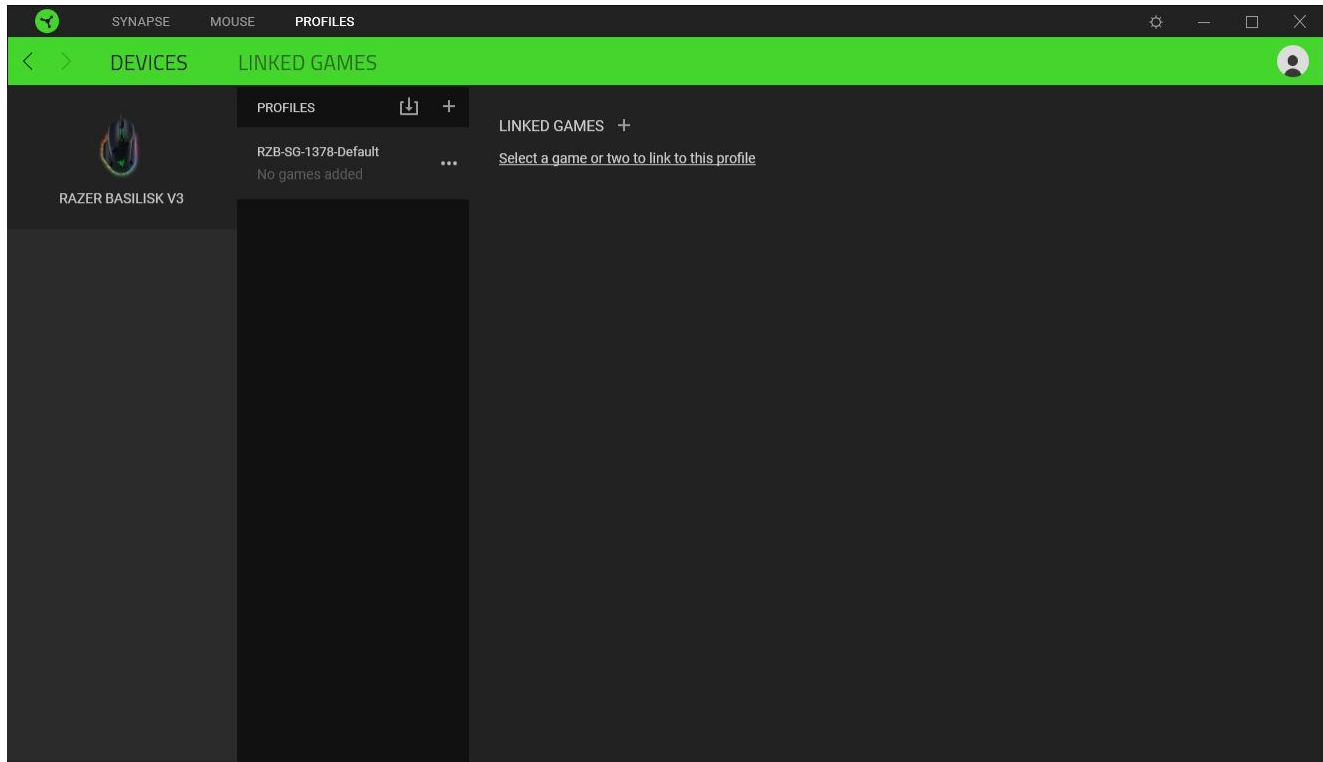 SYNAPSE MOUSE PROFILES
DEVICES LINKED GAMES
RAZER BASILISK V3
PROFILES
RZB-SG-1378-Default
No games added
LINKED GAMES
Select a game or two to link to this profile